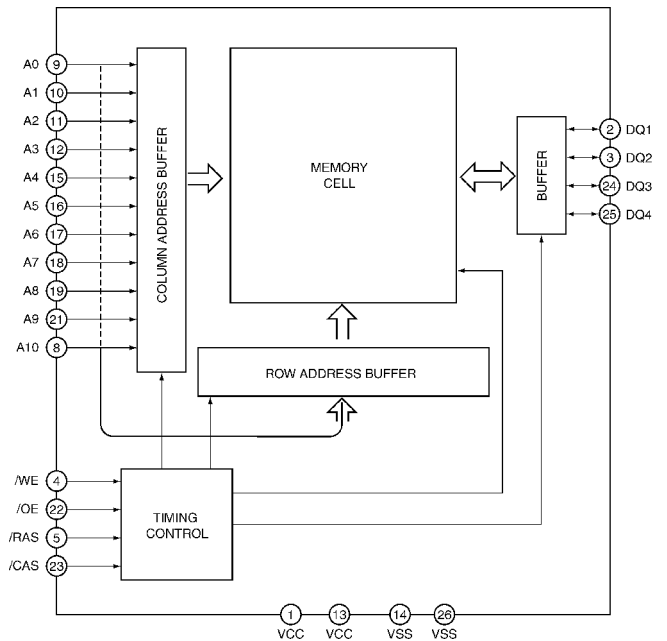 A0 9
A1 10
A2 11
A3 12
A4 15
A5 16
A6 17
A7 18
A8 19
A9 21
A10 8
COLUMN ADDRESS BUFFER
MEMORY
CELL
BUFFER
2 DQ1
3 DQ2
24 DQ3
25 DQ4
ROW ADDRESS BUFFER
/WE 4
/OE 22
/RAS 5
/CAS 23
TIMING
CONTROL
1 13 14 26
VCC VCC VSS VSS